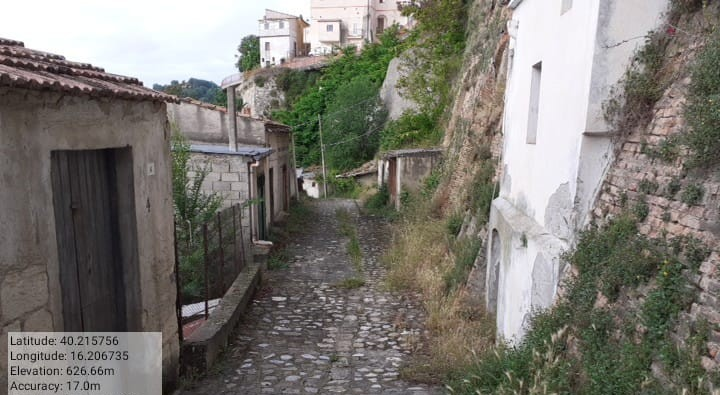 Latitude: 40.215756
Longitude: 16.206735
Elevation: 626.66m
Accuracy: 17.0m